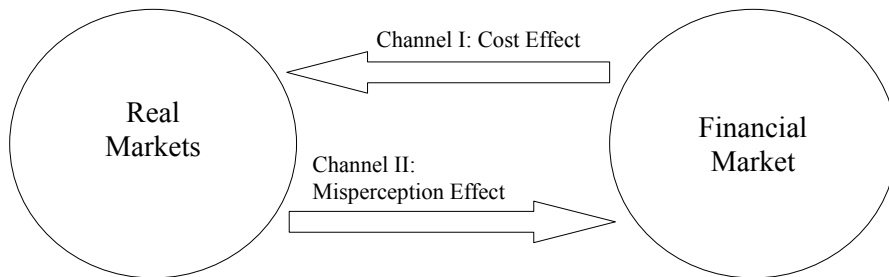 Channel I: Cost Effect
Real
Markets
Financial
Market
Channel II:
Misperception Effect